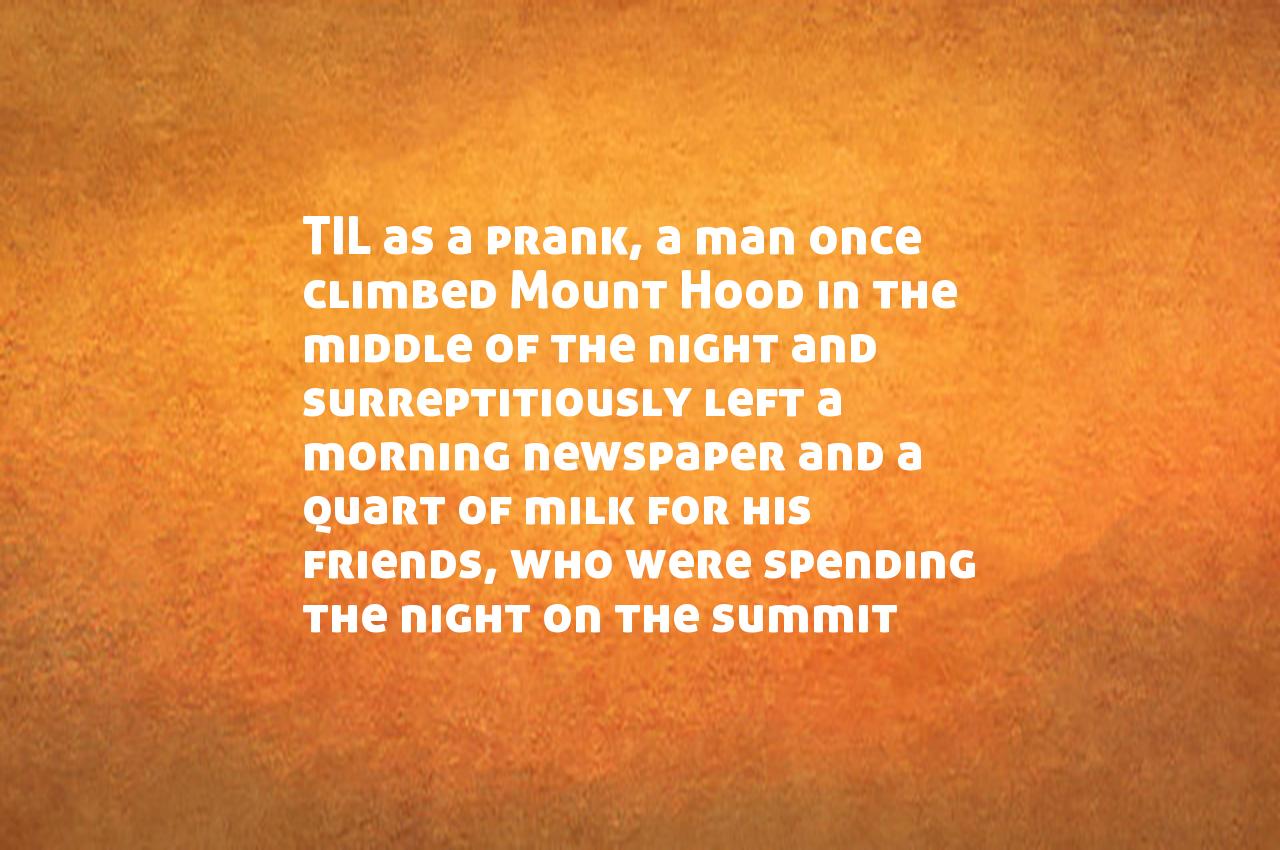 TIL as a prank, a man once
climbed Mount Hood in the
middle of the night and
surreptitiously left a
morning newspaper and a
quart of milk for his
friends, who were spending
the night on the summit